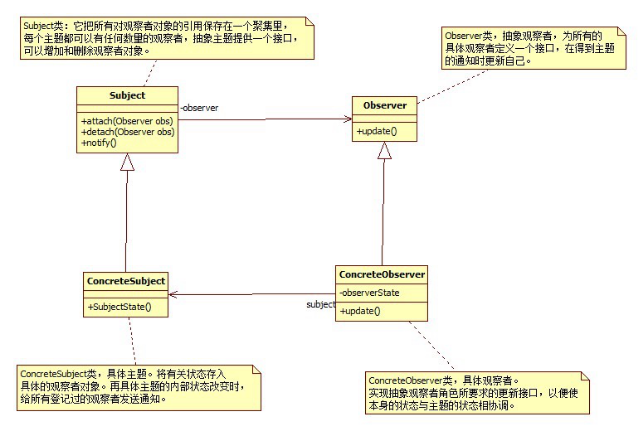 Subject类：它把所有对观察者对象的引用保存在一个聚集里，
每个主题都可以有任何数量的观察者，抽象主题提供一个接口，
可以增加和删除观察者对象。
Observer类，抽象观察者，为所有的
具体观察者定义一个接口，在得到主题
的通知时更新自己。
Subject
-observer
+attach(Observer obs)
+detach(Observer obs)
+notify()
Observer
+update()
ConcreteSubject
+SubjectState()
subject
ConcreteObserver
-observerState
+update()
ConcreteSubject类，具体主题。将有关状态存入
具体的观察者对象。再具体主题的内部状态改变时，
给所有登记过的观察者发送通知。
ConcreteObserver类，具体观察者。
实现抽象观察者角色所要求的更新接口，以便使
本身的状态与主题的状态相协调。